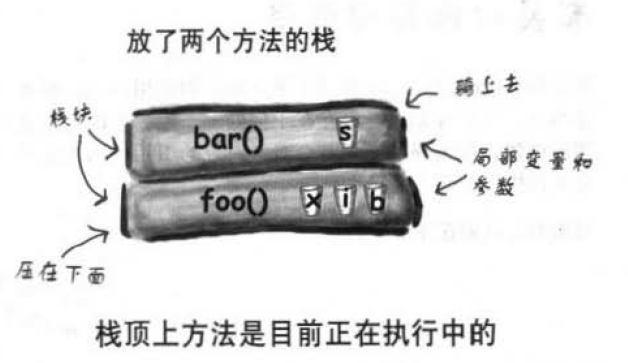 放了两个方法的栈
骑上去
栈块
bar() s
局部变量和
参数
foo() x i b
压在下面
栈顶上方法是目前正在执行中的